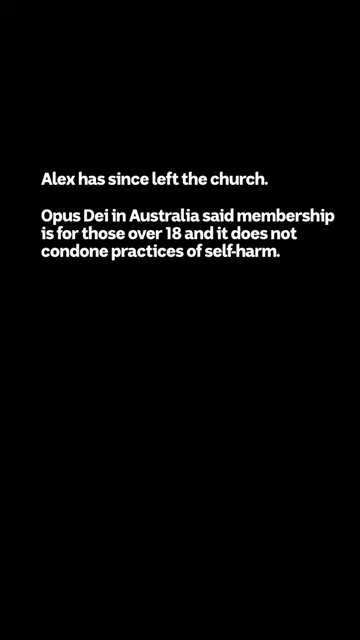 Alex has since left the church.
Opus Dei in Australia said membership
is for those over 18 and it does not
condone practices of self-harm.